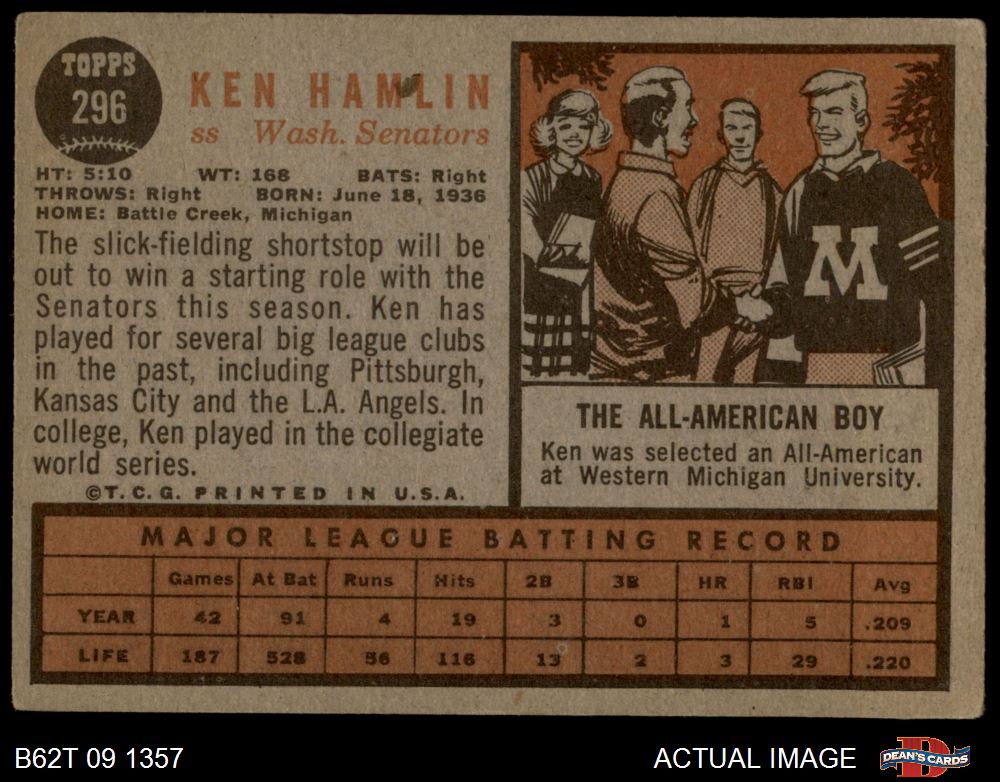 TOPPS
296
KEN HAMLIN
ss Wash. Senators
HT: 5:10 WT: 168 BATS: Right
THROWS: Right BORN: June 18, 1936
HOME: Battle Creek, Michigan
The slick-fielding shortstop will be
out to win a starting role with the
Senators this season. Ken has
played for several big league clubs
in the past, including Pittsburgh,
Kansas City and the L.A. Angels. In
college, Ken played in the collegiate
world series.
©T.C.G. PRINTED IN U.S.A.
M
THE ALL-AMERICAN BOY
Ken was selected an All-American
at Western Michigan University.
MAJOR LEAGUE BATTING RECORD
Games At Bat Runs Hits 2B 3B HR RBI Avg
YEAR 42 91 4 19 3 0 1 5 .209
LIFE 187 528 56 116 13 2 3 29 .220
B62T 09 1357 ACTUAL IMAGE
DEAN'S CARDS